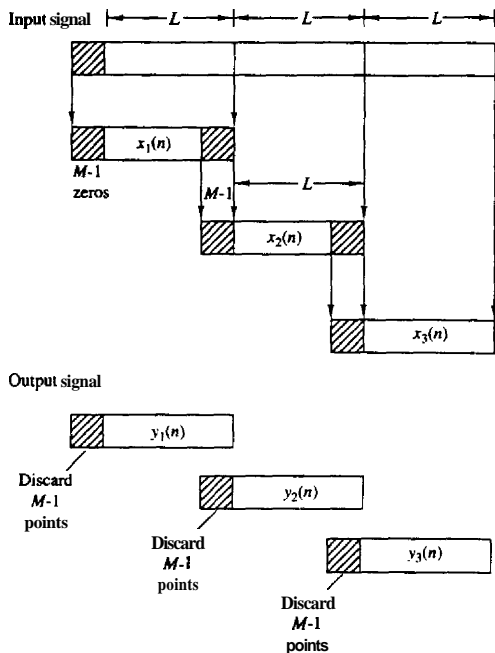 Input signal
L
L
L
x1(n)
M-1
zeros
M-1
L
x2(n)
x3(n)
Output signal
y1(n)
Discard
M-1
points
y2(n)
Discard
M-1
points
y3(n)
Discard
M-1
points